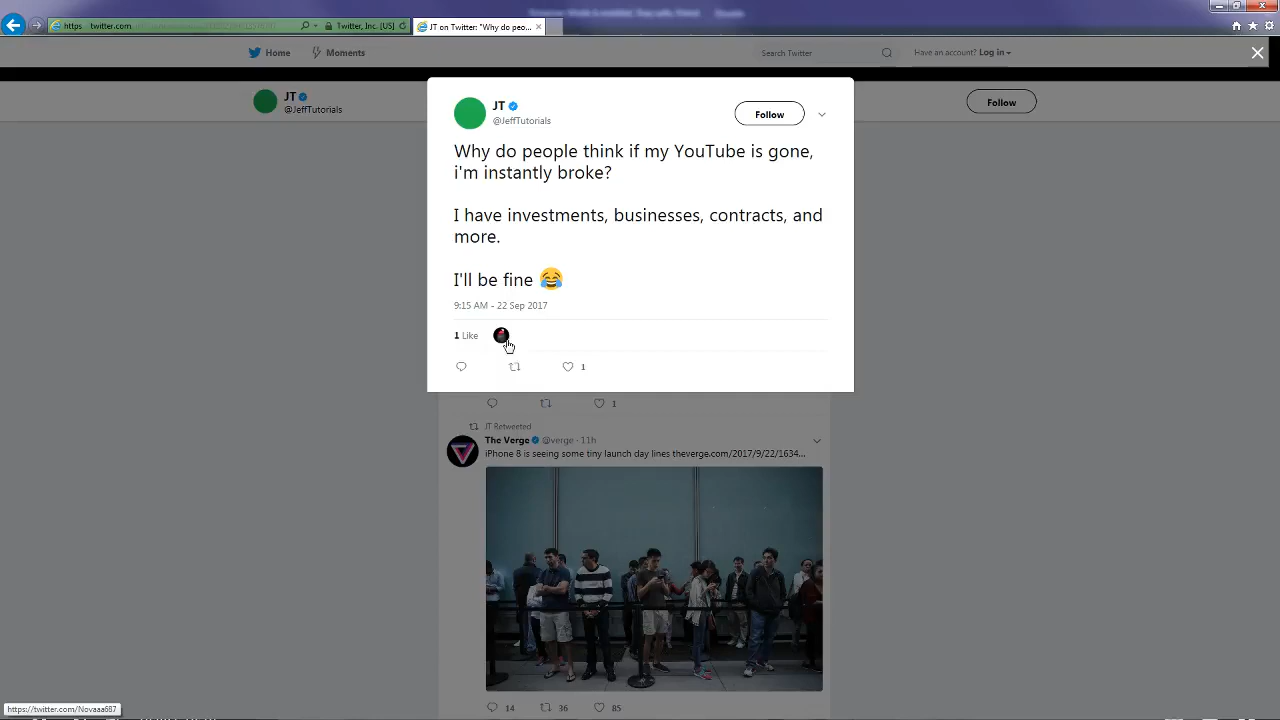 https twitter.com
Twitter, Inc. [US]
JT on Twitter: "Why do peo...
Home
Moments
Search Twitter
Have an account? Log in
JT
@JeffTutorials
Follow
JT
@JeffTutorials
Follow
Why do people think if my YouTube is gone,
i'm instantly broke?
I have investments, businesses, contracts, and
more.
I'll be fine 😂
9:15 AM - 22 Sep 2017
1 Like
1
1
JT Retweeted
The Verge @verge · 11h
iPhone 8 is seeing some tiny launch day lines theverge.com/2017/9/22/1634...
14
36
85
https://twitter.com/Novaaa687